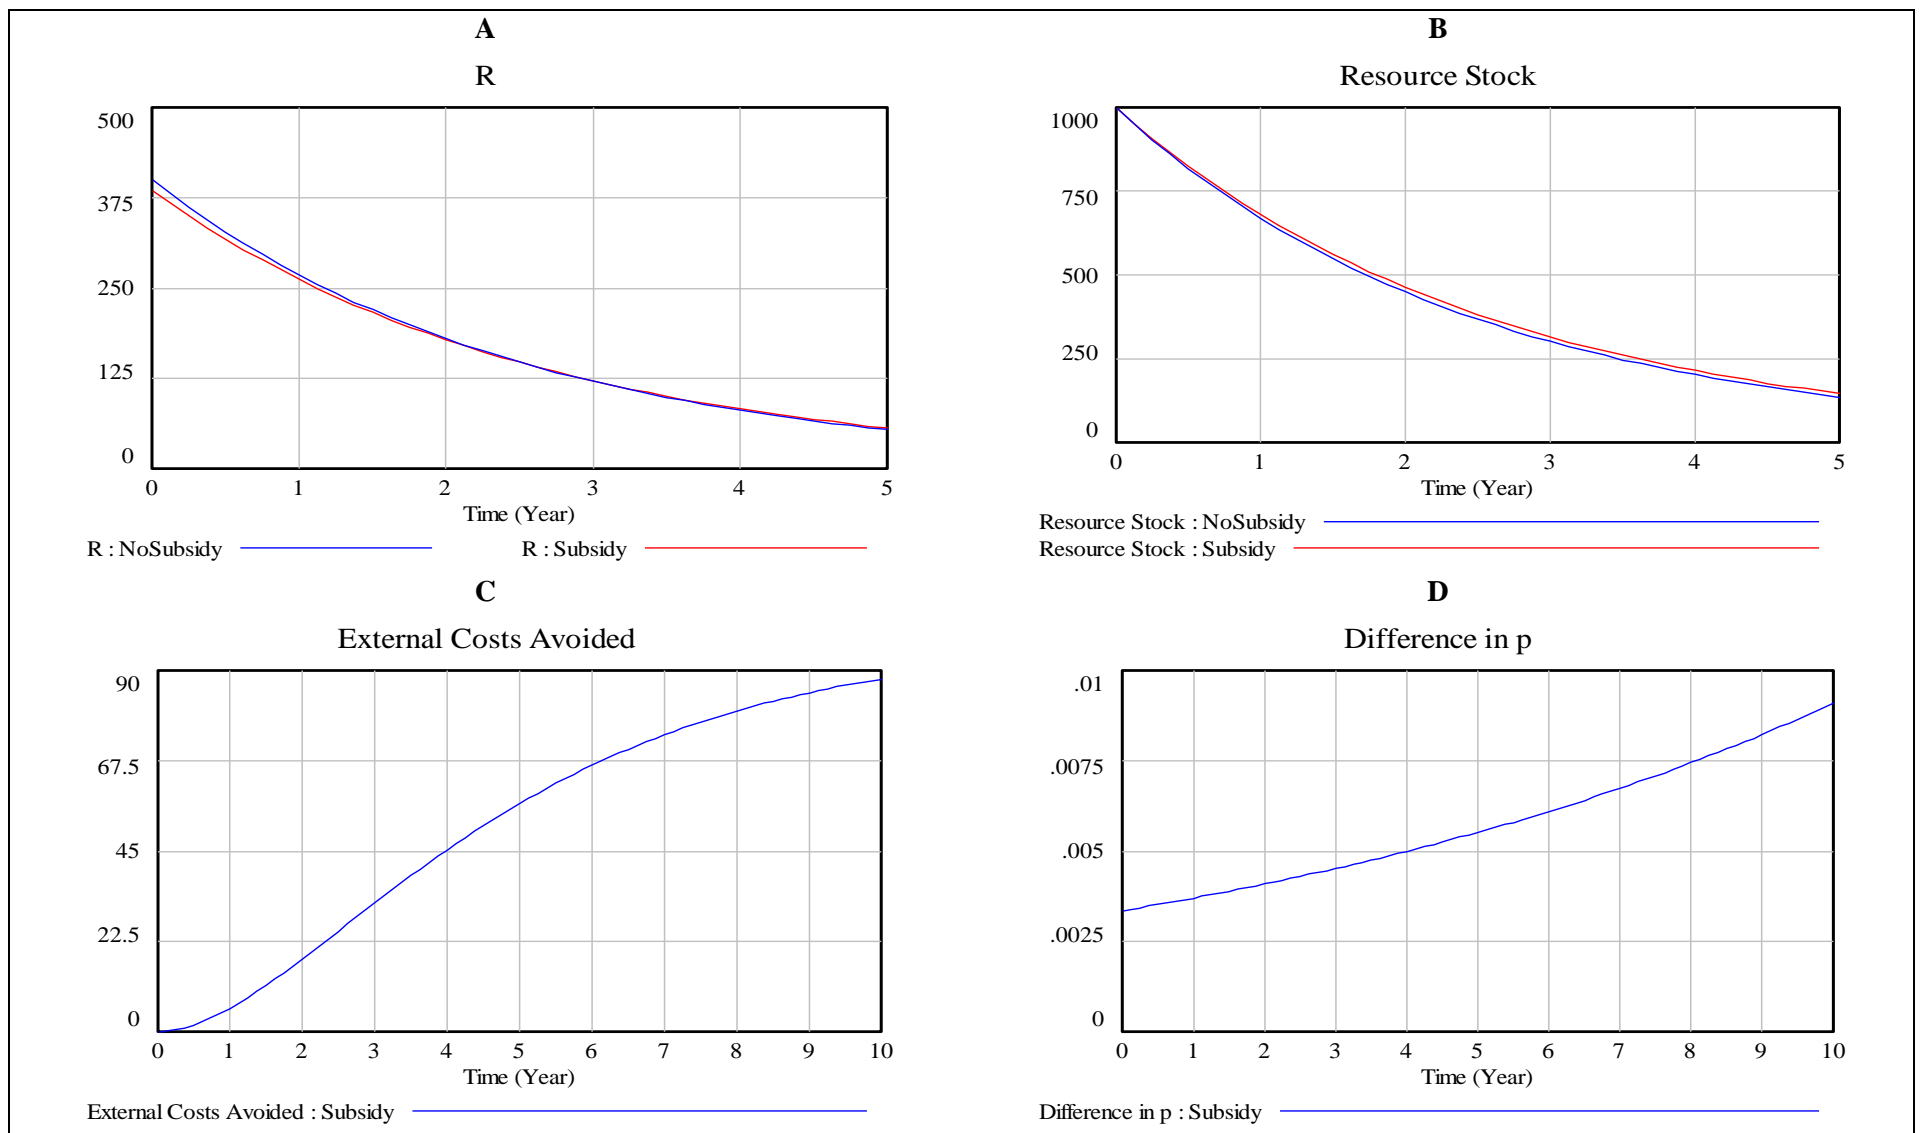 A
R
500
375
250
125
0
0 1 2 3 4 5
Time (Year)
R : NoSubsidy R : Subsidy
B
Resource Stock
1000
750
500
250
0
0 1 2 3 4 5
Time (Year)
Resource Stock : NoSubsidy
Resource Stock : Subsidy
C
External Costs Avoided
90
67.5
45
22.5
0
0 1 2 3 4 5 6 7 8 9 10
Time (Year)
External Costs Avoided : Subsidy
D
Difference in p
.01
.0075
.005
.0025
0
0 1 2 3 4 5 6 7 8 9 10
Time (Year)
Difference in p : Subsidy